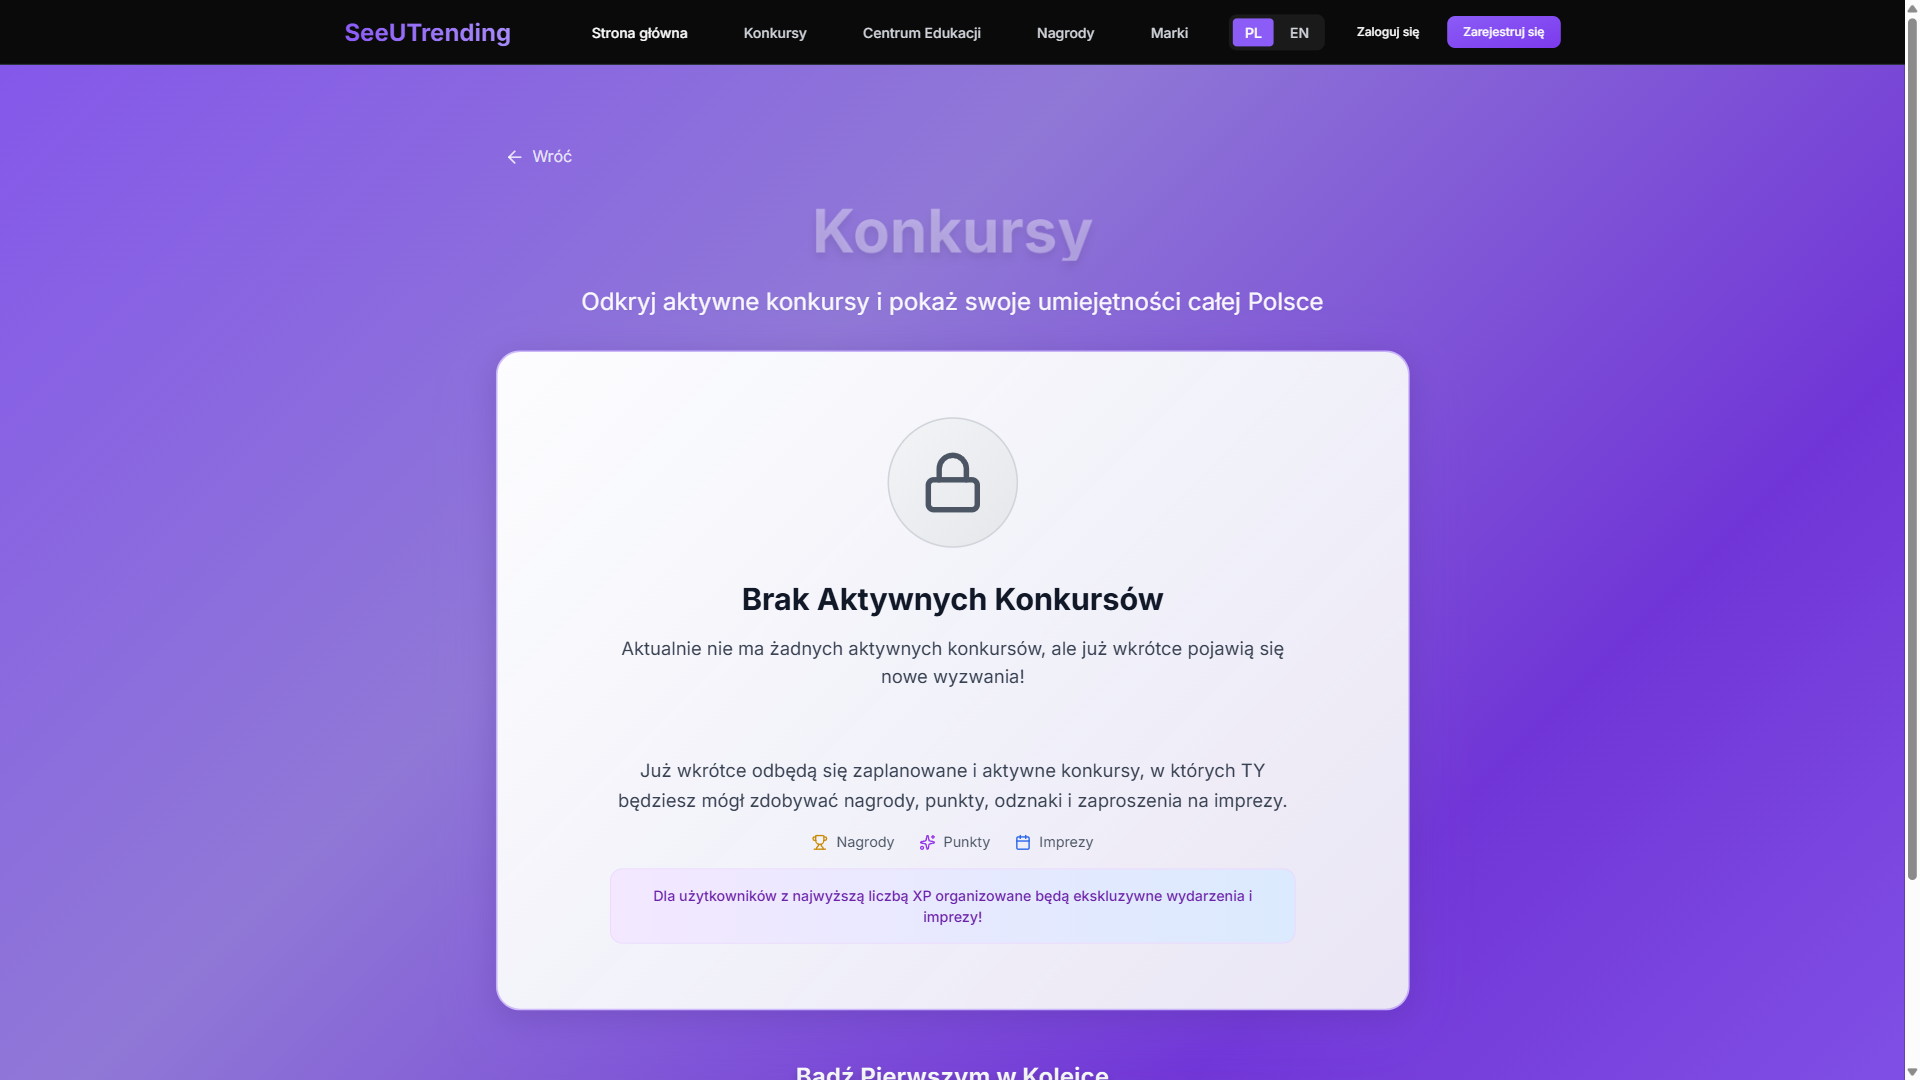 SeeUTrending
Strona główna
Konkursy
Centrum Edukacji
Nagrody
Marki
PL
EN
Zaloguj się
Zarejestruj się
Wróć
Konkursy
Odkryj aktywne konkursy i pokaż swoje umiejętności całej Polsce
Brak Aktywnych Konkursów
Aktualnie nie ma żadnych aktywnych konkursów, ale już wkrótce pojawią się
nowe wyzwania!
Już wkrótce odbędą się zaplanowane i aktywne konkursy, w których TY
będziesz mógł zdobywać nagrody, punkty, odznaki i zaproszenia na imprezy.
Nagrody
Punkty
Imprezy
Dla użytkowników z najwyższą liczbą XP organizowane będą ekskluzywne wydarzenia i
imprezy!
Bądź Pierwszym w Kolejce